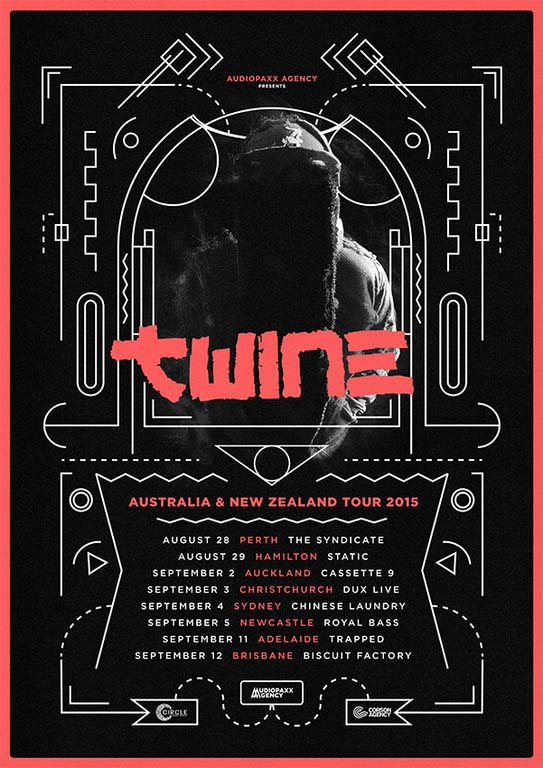 AUDIOPAXX AGENCY
PRESENTS
twine
AUSTRALIA & NEW ZEALAND TOUR 2015
AUGUST 28 PERTH THE SYNDICATE
AUGUST 29 HAMILTON STATIC
SEPTEMBER 2 AUCKLAND CASSETTE 9
SEPTEMBER 3 CHRISTCHURCH DUX LIVE
SEPTEMBER 4 SYDNEY CHINESE LAUNDRY
SEPTEMBER 5 NEWCASTLE ROYAL BASS
SEPTEMBER 11 ADELAIDE TRAPPED
SEPTEMBER 12 BRISBANE BISCUIT FACTORY
AUDIOPAXX
AGENCY
CIRCLE
AGENCY